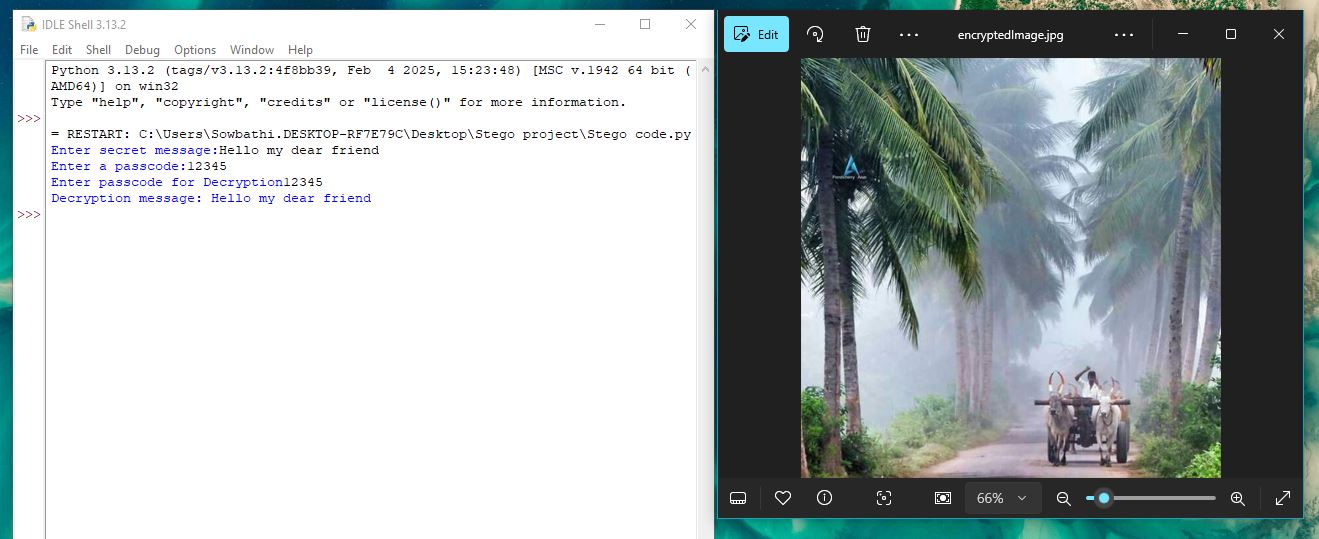 IDLE Shell 3.13.2
File Edit Shell Debug Options Window Help
Python 3.13.2 (tags/v3.13.2:4f8bb39, Feb  4 2025, 15:23:48) [MSC v.1942 64 bit (
AMD64)] on win32
Type "help", "copyright", "credits" or "license()" for more information.
>>>
= RESTART: C:\Users\Sowbathi.DESKTOP-RF7E79C\Desktop\Stego project\Stego code.py
Enter secret message:Hello my dear friend
Enter a passcode:12345
Enter passcode for Decryption12345
Decryption message: Hello my dear friend
>>>
Edit
encryptedImage.jpg
66%